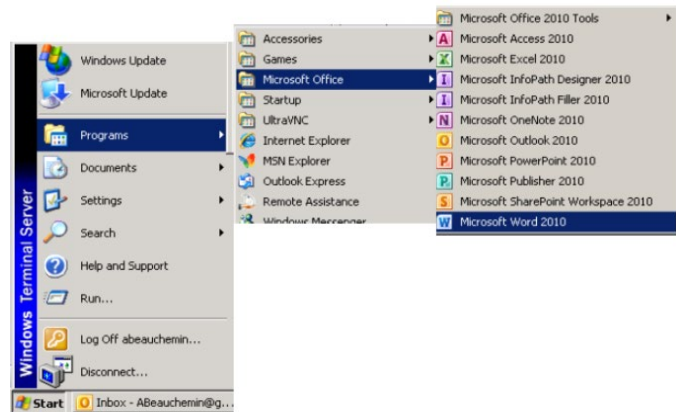 Windows Update
Microsoft Update
Programs
Documents
Settings
Search
Help and Support
Run...
Log Off abeauchemin...
Disconnect...
Windows Terminal Server
Start
Inbox - ABeauchemin@g...
Accessories
Games
Microsoft Office
Startup
UltraVNC
Internet Explorer
MSN Explorer
Outlook Express
Remote Assistance
Windows Messenger
Microsoft Office 2010 Tools
Microsoft Access 2010
Microsoft Excel 2010
Microsoft InfoPath Designer 2010
Microsoft InfoPath Filler 2010
Microsoft OneNote 2010
Microsoft Outlook 2010
Microsoft PowerPoint 2010
Microsoft Publisher 2010
Microsoft SharePoint Workspace 2010
Microsoft Word 2010